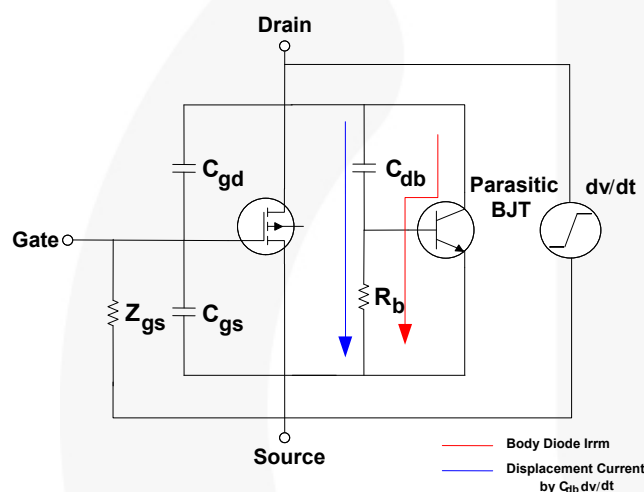 Drain
Cgd
Cdb
Parasitic
BJT
dv/dt
Gate
Zgs
Cgs
Rb
Source
Body Diode Irrm
Displacement Current
by Cdb dv/dt